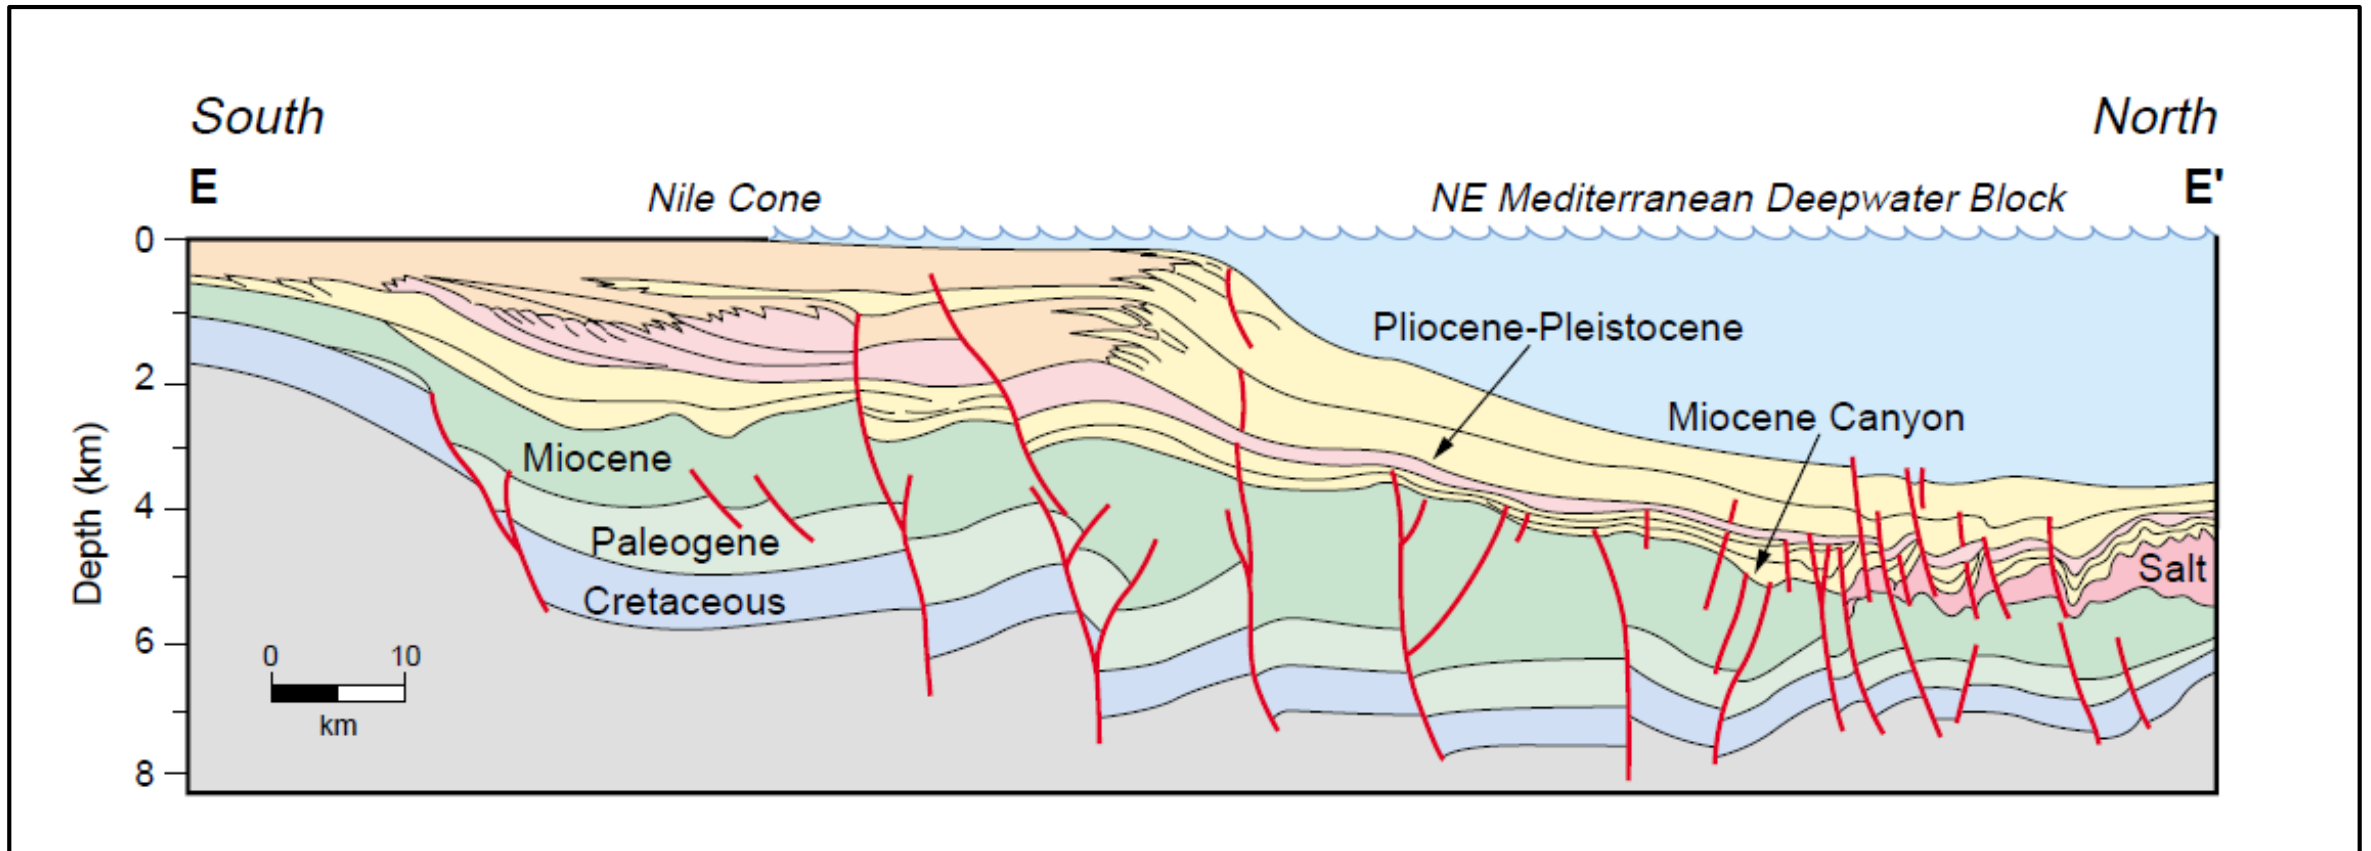 South
North
E
E'
Nile Cone
NE Mediterranean Deepwater Block
0
2
4
6
8
Depth (km)
Pliocene-Pleistocene
Miocene Canyon
Miocene
Paleogene
Cretaceous
Salt
0 10
km